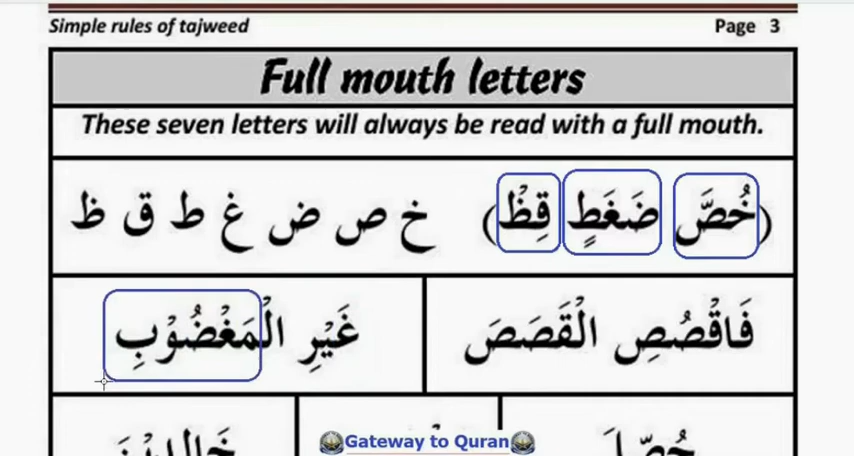 Simple rules of tajweed Page 3
Full mouth letters
These seven letters will always be read with a full mouth.
(خُصَّ ضَغَطٍ قِظْ) خ ص ض غ ط ق ظ
فَاقْصُصِ الْقَصَصَ غَيْرِ الْمَغْضُوْبِ
Gateway to Quran